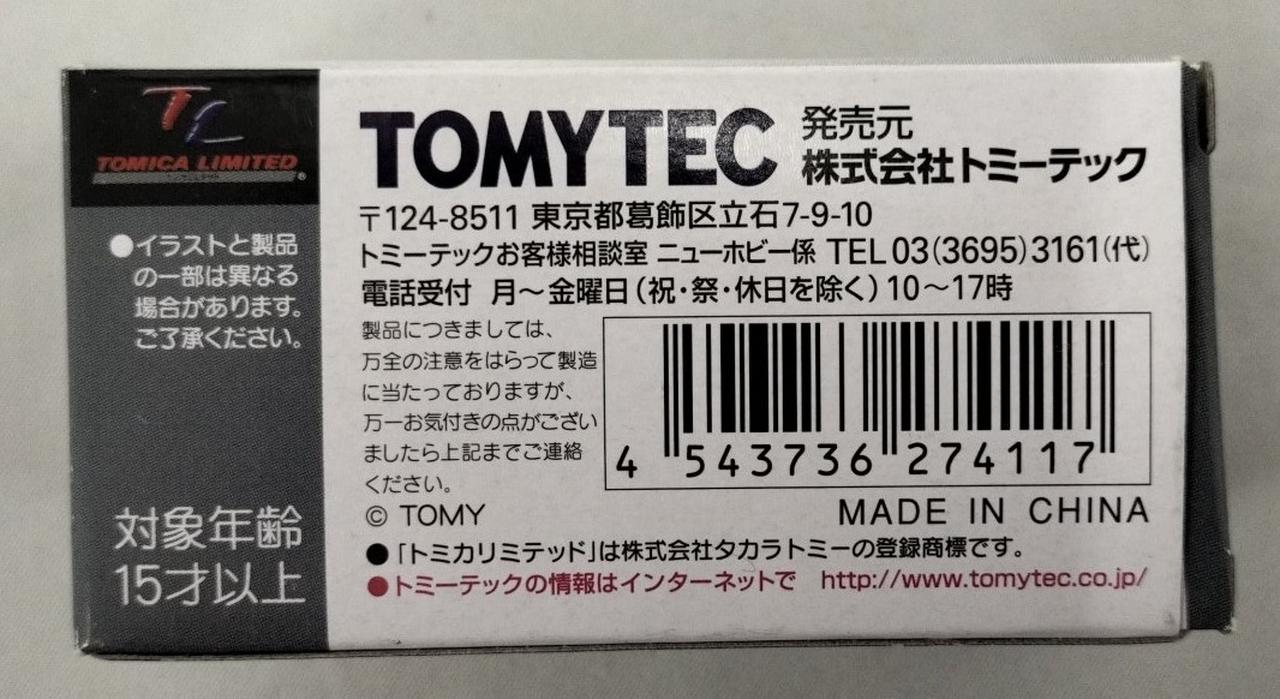 TC
TOMICA LIMITED
●イラストと製品
の一部は異なる
場合があります。
ご了承ください。
対象年齢
15才以上
TOMYTEC
発売元
株式会社トミーテック
〒124-8511 東京都葛飾区立石7-9-10
トミーテックお客様相談室 ニューホビー係 TEL 03(3695)3161(代)
電話受付 月〜金曜日(祝・祭・休日を除く) 10〜17時
製品につきましては、
万全の注意をはらって製造
に当たっておりますが、
万一お気付きの点がござい
ましたら上記までご連絡
ください。
4 543736 274117
© TOMY
MADE IN CHINA
●「トミカリミテッド」は株式会社タカラトミーの登録商標です。
●トミーテックの情報はインターネットで http://www.tomytec.co.jp/